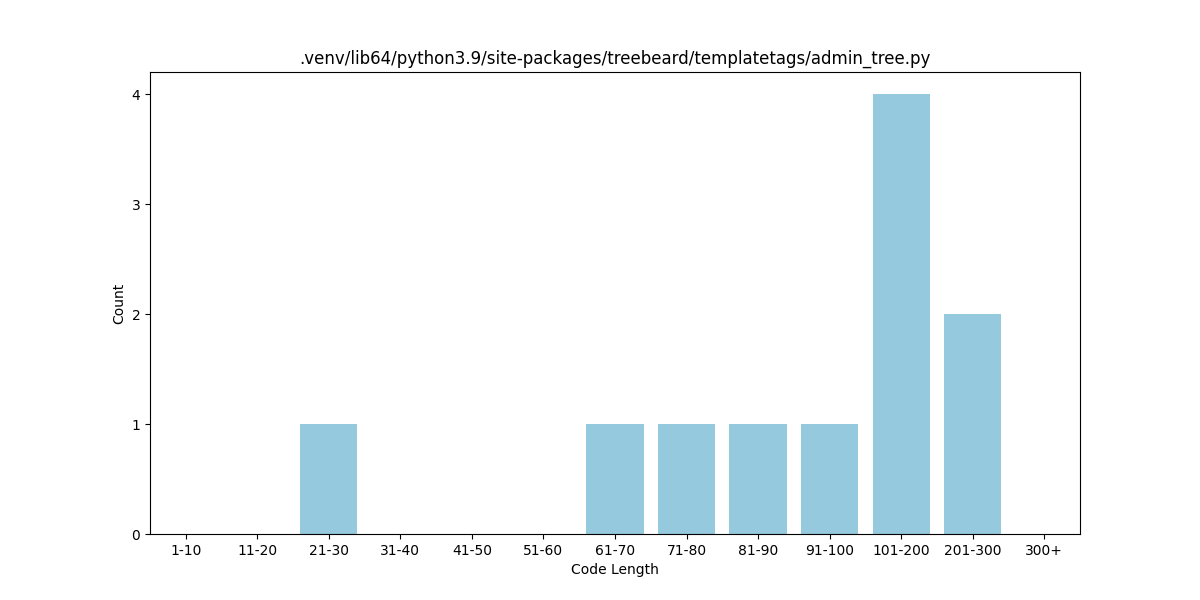 .venv/lib64/python3.9/site-packages/treebeard/templatetags/admin_tree.py
4
3
2
1
0
Count
1-10 11-20 21-30 31-40 41-50 51-60 61-70 71-80 81-90 91-100 101-200 201-300 300+
Code Length